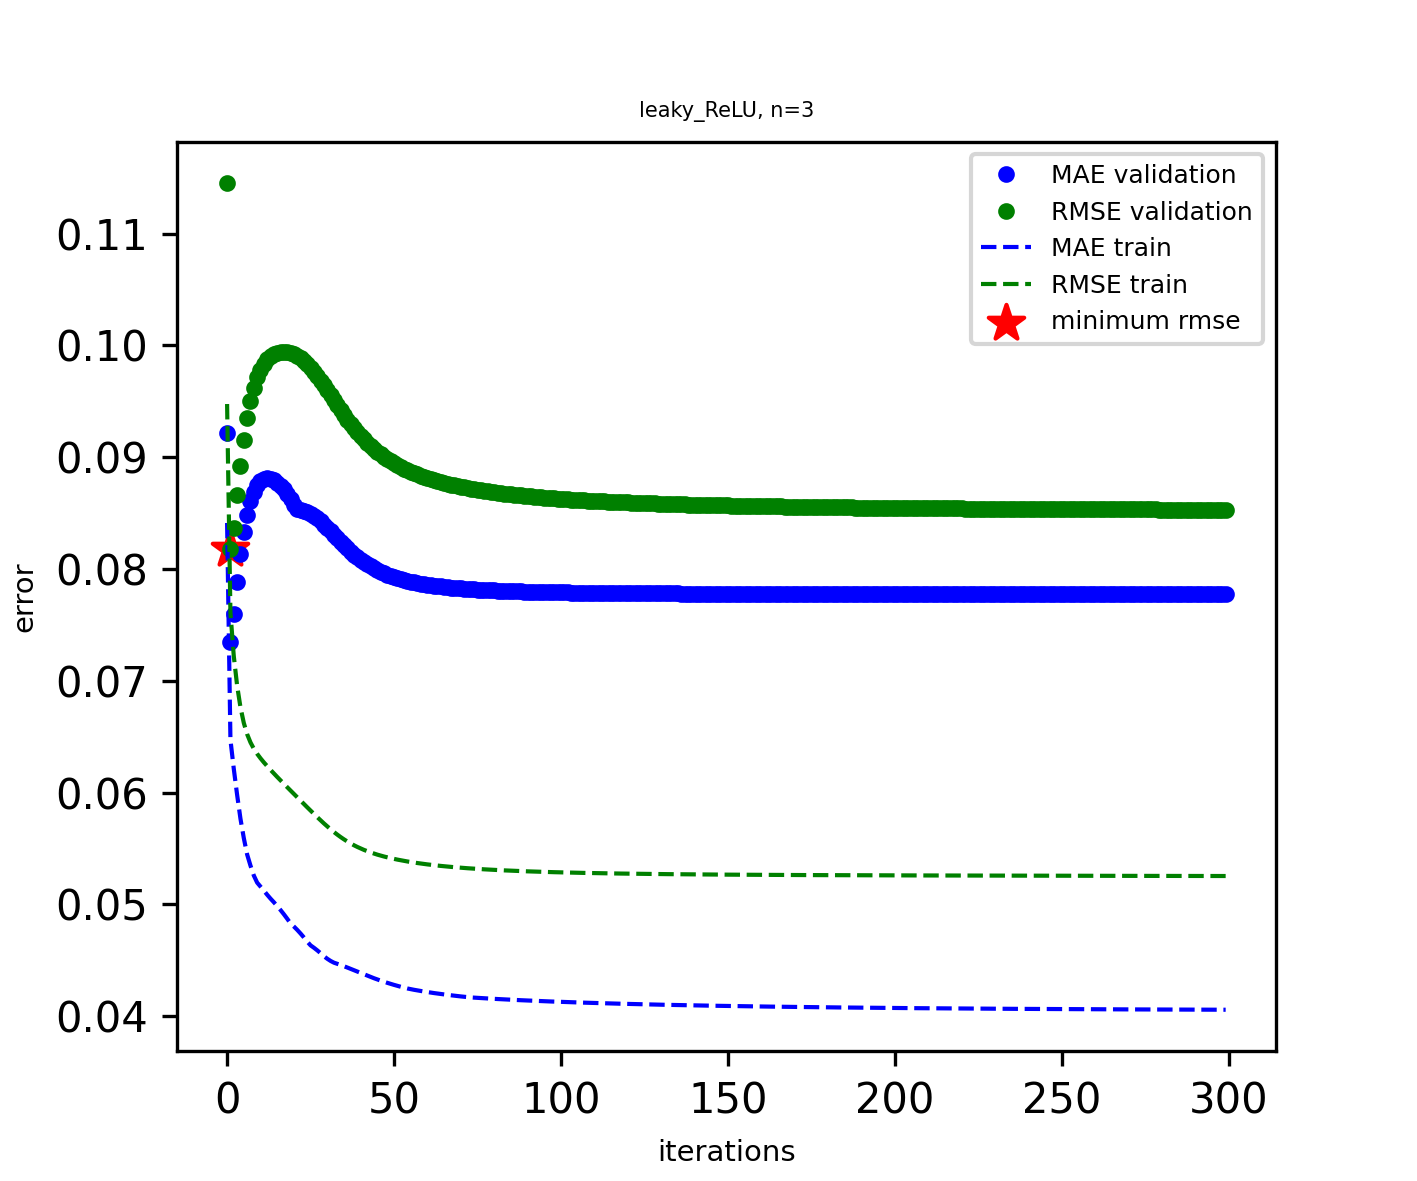 leaky_ReLU, n=3
MAE validation
RMSE validation
MAE train
RMSE train
minimum rmse
error
0.11
0.10
0.09
0.08
0.07
0.06
0.05
0.04
0 50 100 150 200 250 300
iterations